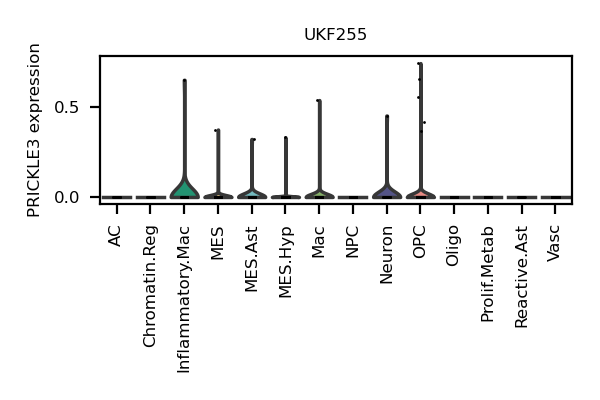 UKF255
PRICKLE3 expression
0.5
0.0
AC
Chromatin.Reg
Inflammatory.Mac
MES
MES.Ast
MES.Hyp
Mac
NPC
Neuron
OPC
Oligo
Prolif.Metab
Reactive.Ast
Vasc